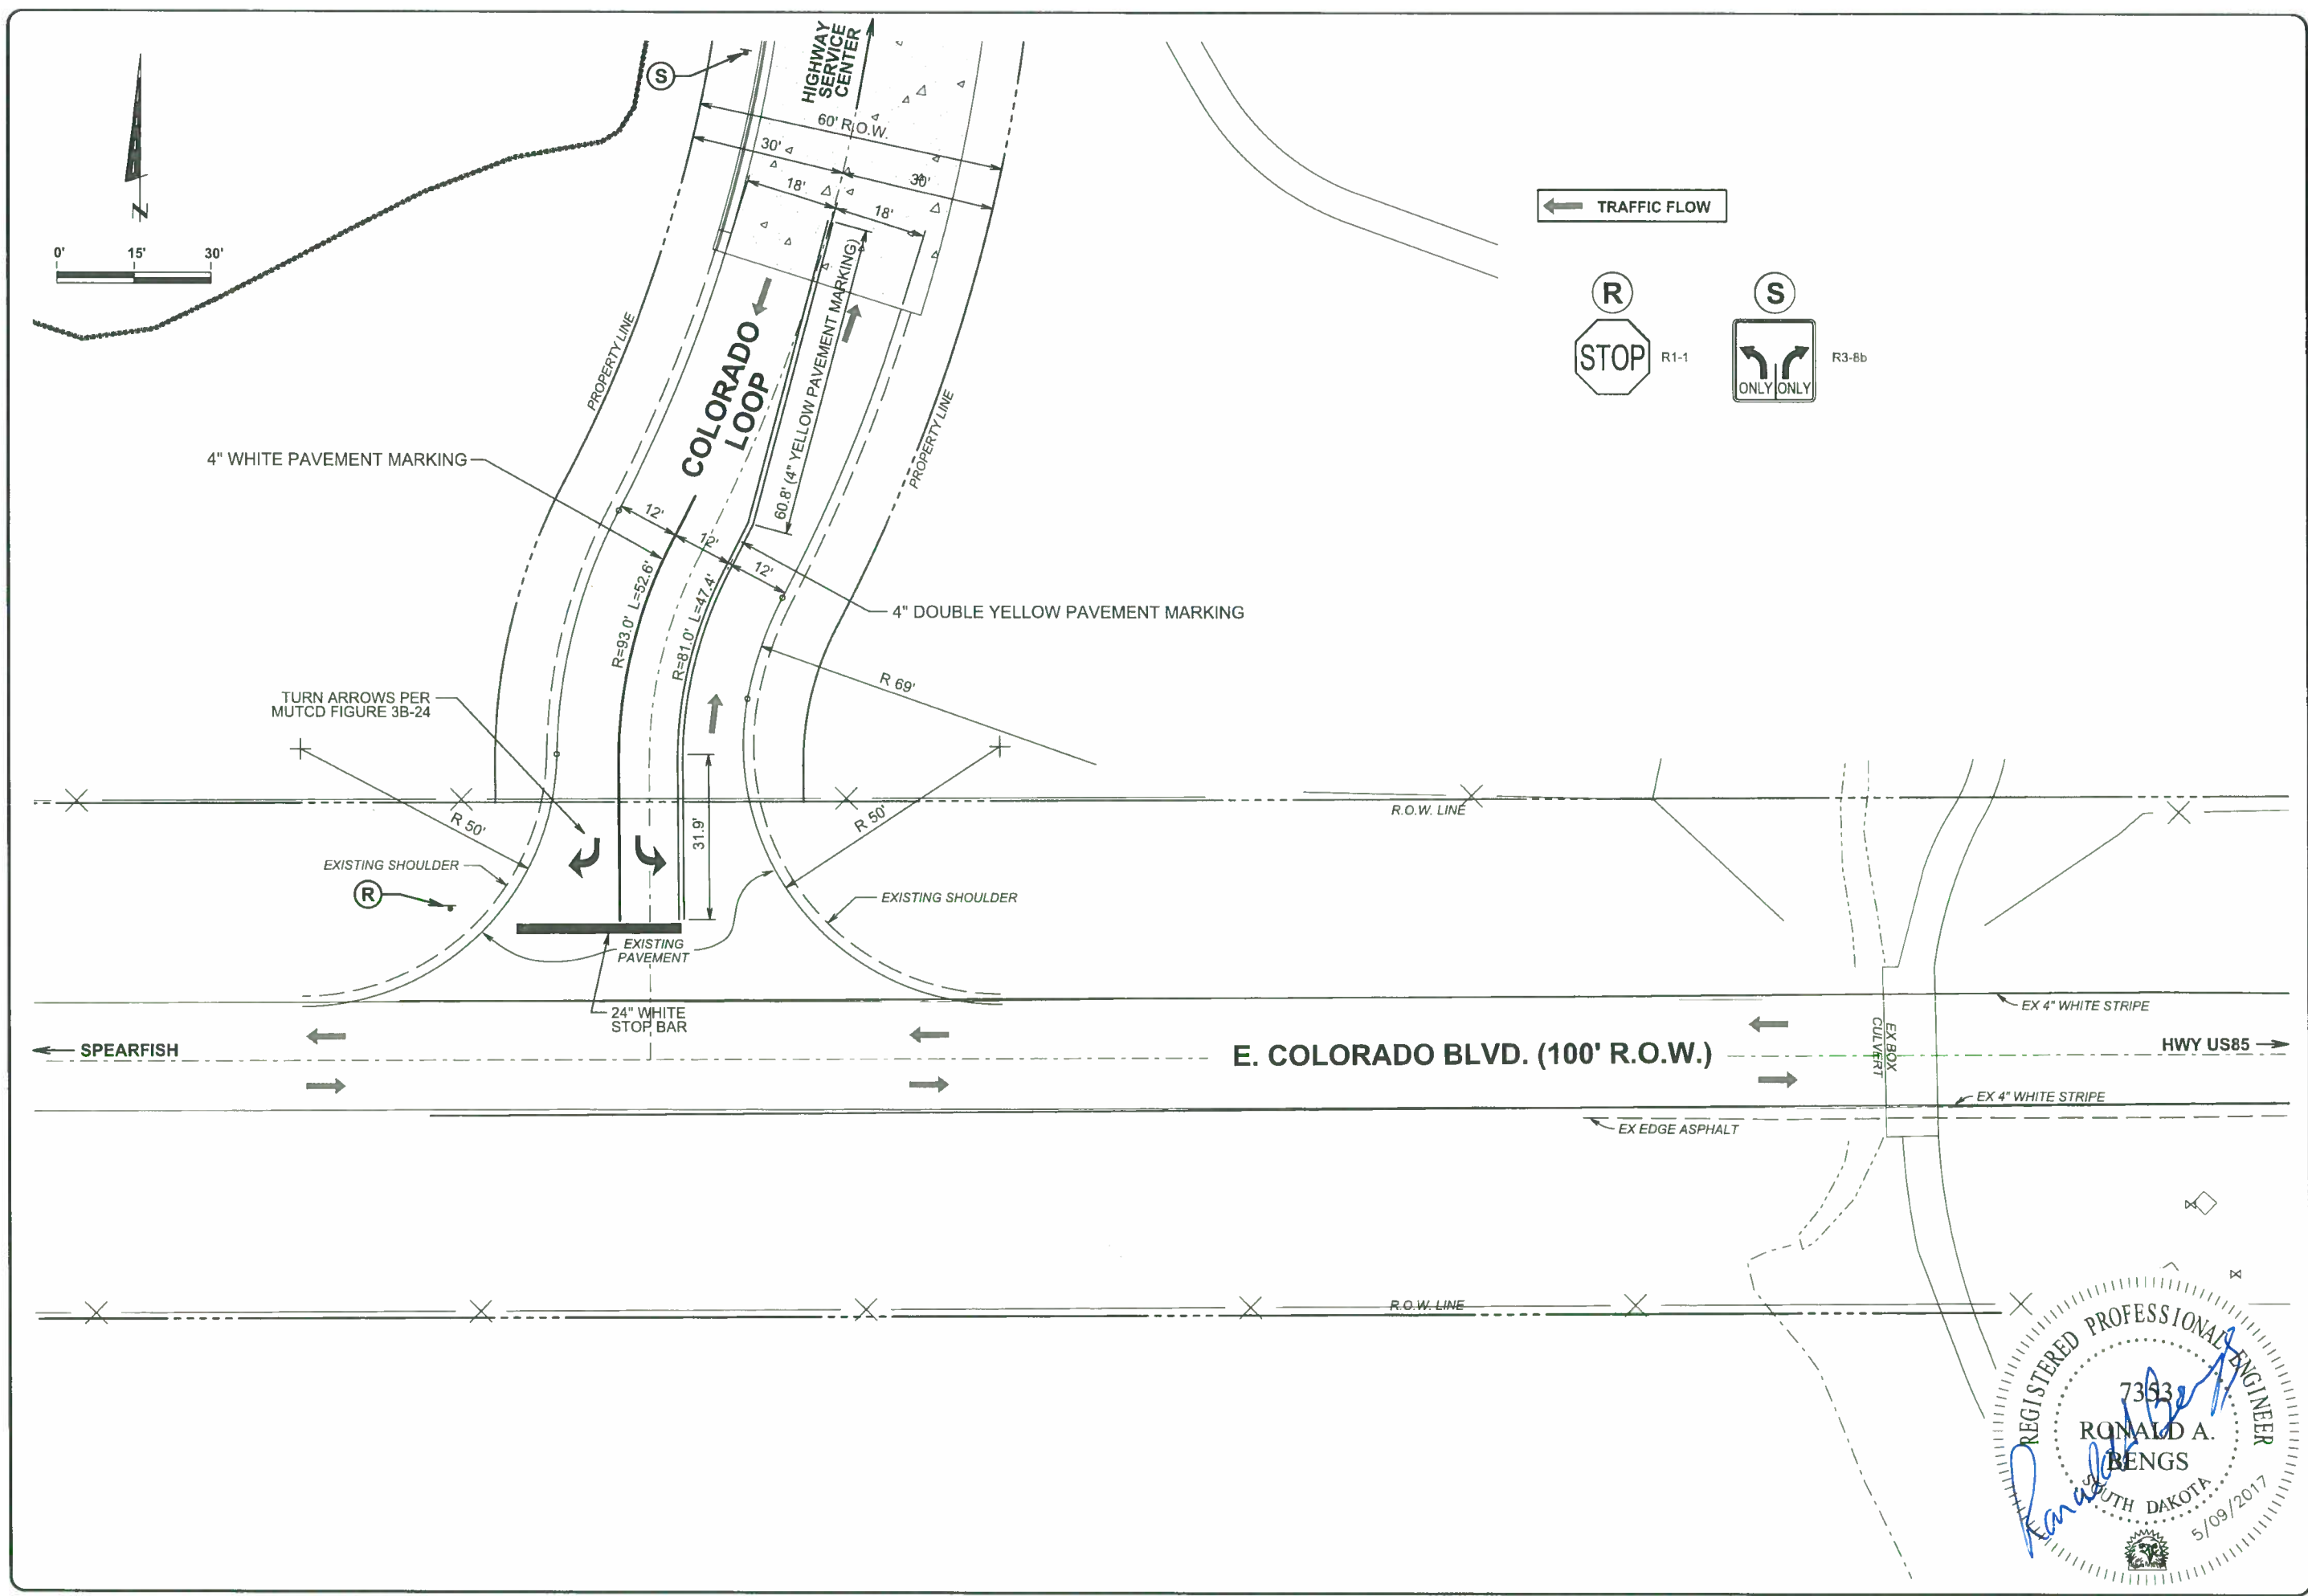 HIGHWAY
SERVICE
CENTER
S
60' R.O.W.
30'
30'
18'
18'
N
0' 15' 30'
TRAFFIC FLOW
R
STOP
R1-1
S
ONLY ONLY
R3-8b
PROPERTY LINE
COLORADO
LOOP
60.8' (4" YELLOW PAVEMENT MARKING)
PROPERTY LINE
4" WHITE PAVEMENT MARKING
12'
12'
12'
R=93.0' L=52.6'
R=81.0' L=47.4'
4" DOUBLE YELLOW PAVEMENT MARKING
R 69'
TURN ARROWS PER
MUTCD FIGURE 3B-24
R 50'
31.9'
R 50'
R.O.W. LINE
EXISTING SHOULDER
R
EXISTING SHOULDER
EXISTING
PAVEMENT
24" WHITE
STOP BAR
EX 4" WHITE STRIPE
SPEARFISH
E. COLORADO BLVD. (100' R.O.W.)
EX BOX
CULVERT
HWY US85
EX 4" WHITE STRIPE
EX EDGE ASPHALT
R.O.W. LINE
REGISTERED PROFESSIONAL ENGINEER
7353
RONALD A.
BENGS
SOUTH DAKOTA
5/09/2017
Ronald A Bengs